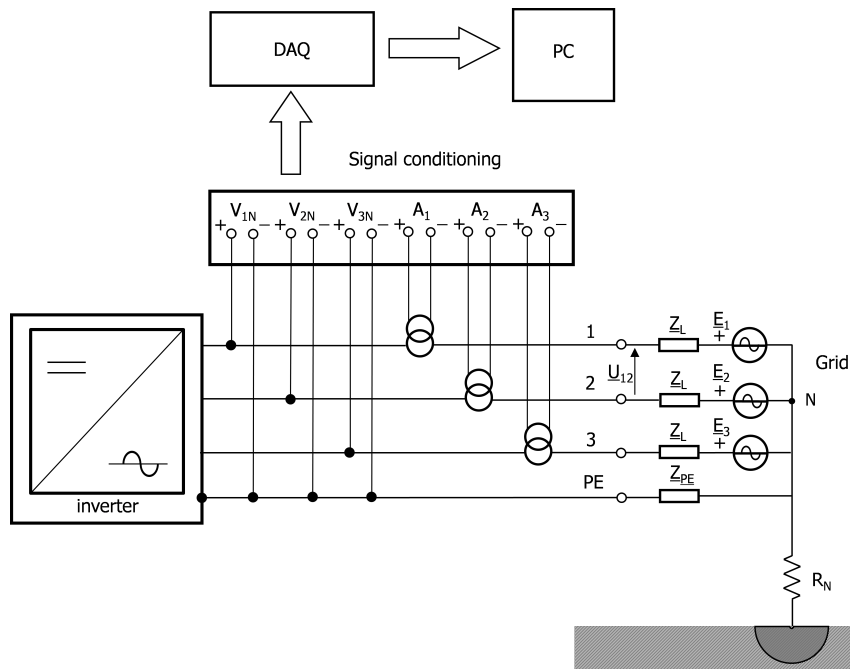 DAQ
PC
Signal conditioning
V1N V2N V3N A1 A2 A3
+ − + − + − + − + − + −
1 ZL E1 +
Grid
U12
2 ZL E2 + N
3 ZL E3 +
PE ZPE
inverter
RN